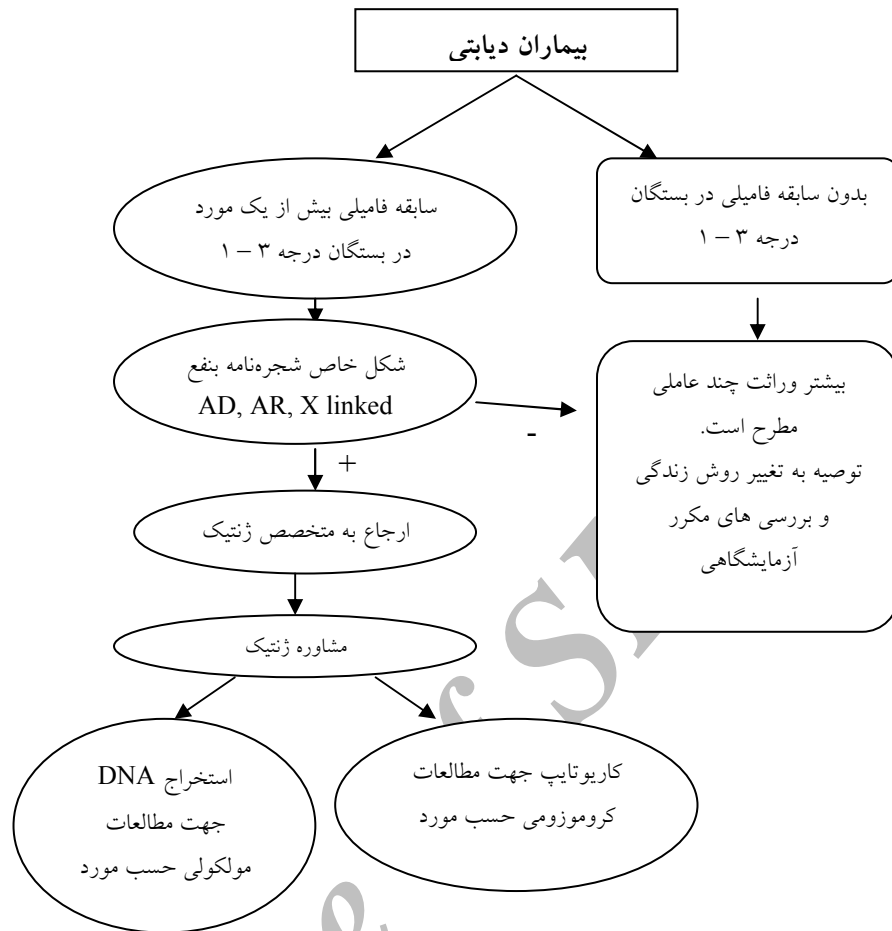 بیماران دیابتی
بدون سابقه فامیلی در بستگان
درجه ۳ – ۱
سابقه فامیلی بیش از یک مورد
در بستگان درجه ۳ – ۱
شکل خاص شجره‌نامه بنفع
AD, AR, X linked
-
+
بیشتر وراثت چند عاملی
مطرح است.
توصیه به تغییر روش زندگی
و بررسی های مکرر
آزمایشگاهی
ارجاع به متخصص ژنتیک
مشاوره ژنتیک
کاریوتایپ جهت مطالعات
کروموزومی حسب مورد
استخراج DNA
جهت مطالعات
مولکولی حسب مورد